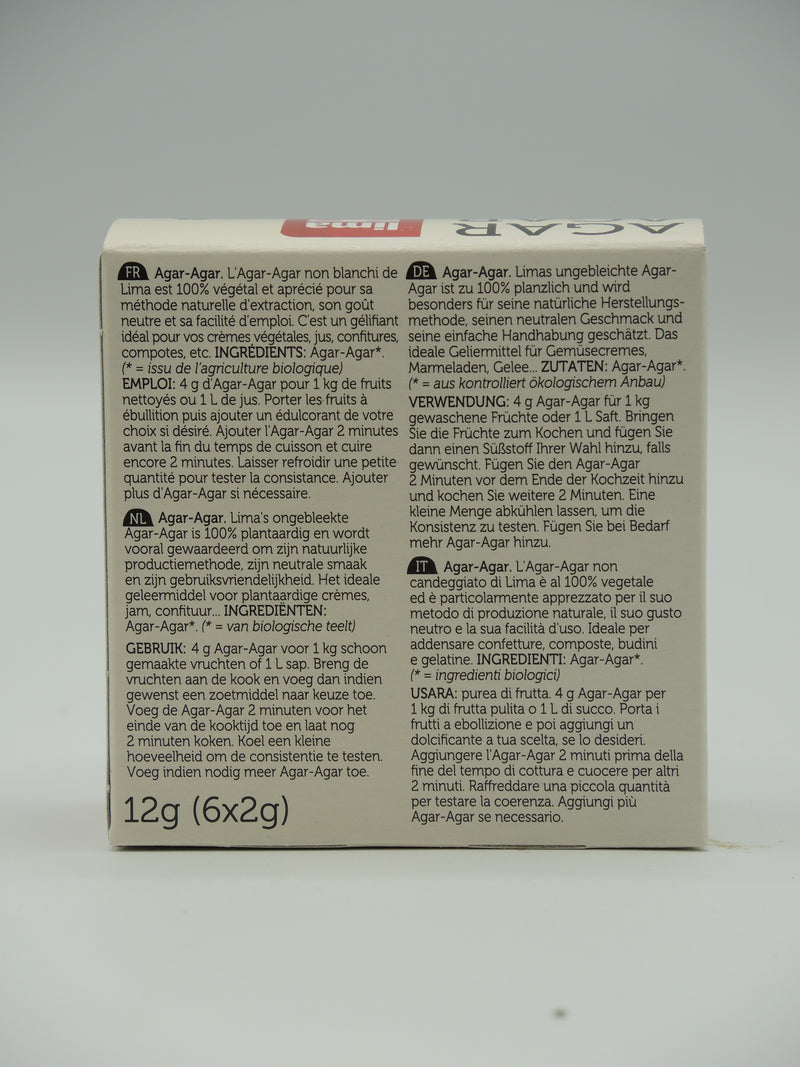 lima
AGAR
FR Agar-Agar. L'Agar-Agar non blanchi de
Lima est 100% végétal et aprécié pour sa
méthode naturelle d'extraction, son goût
neutre et sa facilité d'emploi. C'est un gélifiant
idéal pour vos crèmes végétales, jus, confitures,
compotes, etc. INGRÉDIENTS: Agar-Agar*.
(* = issu de l'agriculture biologique)
EMPLOI: 4 g d'Agar-Agar pour 1 kg de fruits
nettoyés ou 1 L de jus. Porter les fruits à
ébullition puis ajouter un édulcorant de votre
choix si désiré. Ajouter l'Agar-Agar 2 minutes
avant la fin du temps de cuisson et cuire
encore 2 minutes. Laisser refroidir une petite
quantité pour tester la consistance. Ajouter
plus d'Agar-Agar si nécessaire.
NL Agar-Agar. Lima's ongebleekte
Agar-Agar is 100% plantaardig en wordt
vooral gewaardeerd om zijn natuurlijke
productiemethode, zijn neutrale smaak
en zijn gebruiksvriendelijkheid. Het ideale
geleermiddel voor plantaardige crèmes,
jam, confituur... INGREDIËNTEN:
Agar-Agar*. (* = van biologische teelt)
GEBRUIK: 4 g Agar-Agar voor 1 kg schoon
gemaakte vruchten of 1 L sap. Breng de
vruchten aan de kook en voeg dan indien
gewenst een zoetmiddel naar keuze toe.
Voeg de Agar-Agar 2 minuten voor het
einde van de kooktijd toe en laat nog
2 minuten koken. Koel een kleine
hoeveelheid om de consistentie te testen.
Voeg indien nodig meer Agar-Agar toe.
12g (6x2g)
DE Agar-Agar. Limas ungebleichte Agar-
Agar ist zu 100% planzlich und wird
besonders für seine natürliche Herstellungs-
methode, seinen neutralen Geschmack und
seine einfache Handhabung geschätzt. Das
ideale Geliermittel für Gemüsecremes,
Marmeladen, Gelee... ZUTATEN: Agar-Agar*.
(* = aus kontrolliert ökologischem Anbau)
VERWENDUNG: 4 g Agar-Agar für 1 kg
gewaschene Früchte oder 1 L Saft. Bringen
Sie die Früchte zum Kochen und fügen Sie
dann einen Süßstoff Ihrer Wahl hinzu, falls
gewünscht. Fügen Sie den Agar-Agar
2 Minuten vor dem Ende der Kochzeit hinzu
und kochen Sie weitere 2 Minuten. Eine
kleine Menge abkühlen lassen, um die
Konsistenz zu testen. Fügen Sie bei Bedarf
mehr Agar-Agar hinzu.
IT Agar-Agar. L'Agar-Agar non
candeggiato di Lima è al 100% vegetale
ed è particolarmente apprezzato per il suo
metodo di produzione naturale, il suo gusto
neutro e la sua facilità d'uso. Ideale per
addensare confetture, composte, budini
e gelatine. INGREDIENTI: Agar-Agar*.
(* = ingredienti biologici)
USARA: purea di frutta. 4 g Agar-Agar per
1 kg di frutta pulita o 1 L di succo. Porta i
frutti a ebollizione e poi aggiungi un
dolcificante a tua scelta, se lo desideri.
Aggiungere l'Agar-Agar 2 minuti prima della
fine del tempo di cottura e cuocere per altri
2 minuti. Raffreddare una piccola quantità
per testare la coerenza. Aggiungi più
Agar-Agar se necessario.